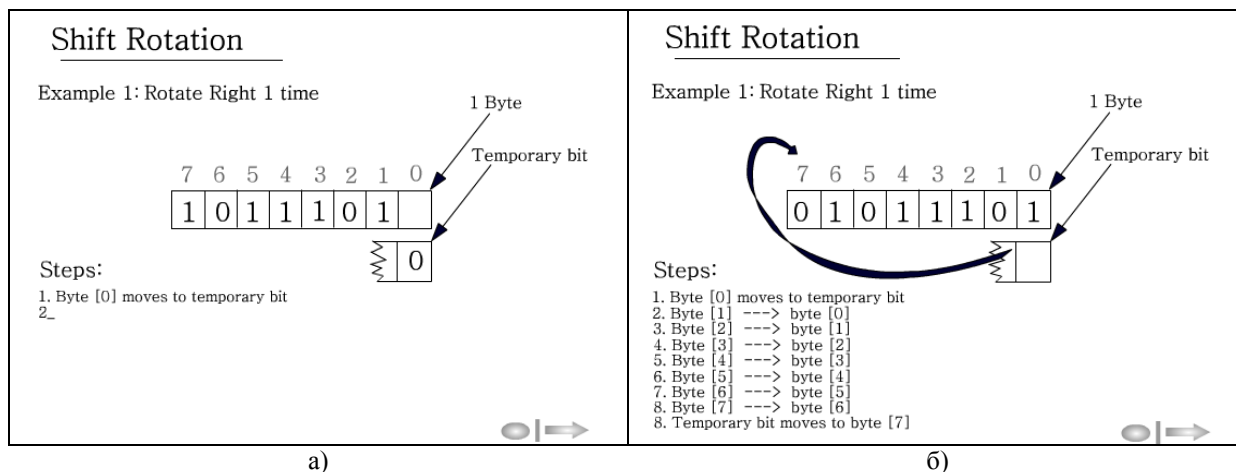 Shift Rotation
Example 1: Rotate Right 1 time
1 Byte
Temporary bit
7 6 5 4 3 2 1 0
1 0 1 1 1 0 1
0
Steps:
1. Byte [0] moves to temporary bit
2_
а)
Shift Rotation
Example 1: Rotate Right 1 time
1 Byte
Temporary bit
7 6 5 4 3 2 1 0
0 1 0 1 1 1 0 1
Steps:
1. Byte [0] moves to temporary bit
2. Byte [1] ---> byte [0]
3. Byte [2] ---> byte [1]
4. Byte [3] ---> byte [2]
5. Byte [4] ---> byte [3]
6. Byte [5] ---> byte [4]
7. Byte [6] ---> byte [5]
8. Byte [7] ---> byte [6]
8. Temporary bit moves to byte [7]
б)